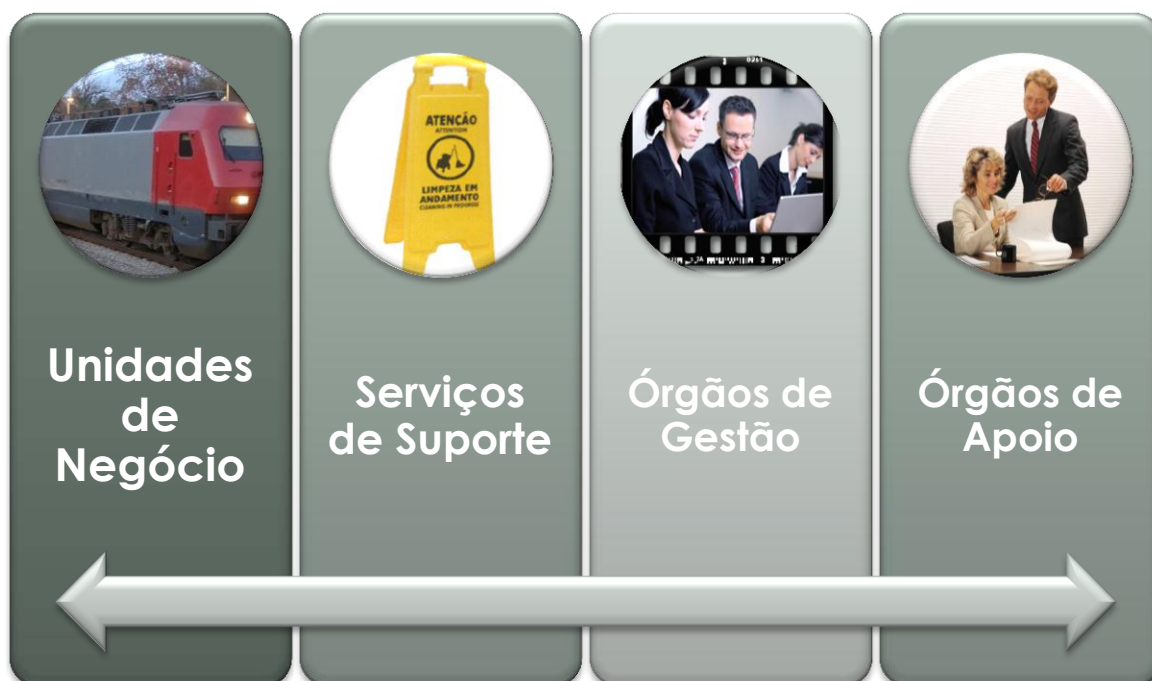 ATENCÃO
ATTENTION
LIMPEZA EM
ANDAMENTO
CLEANING IN PROGRESS
Unidades
de
Negócio
Serviços
de Suporte
Órgãos de
Gestão
Órgãos de
Apoio